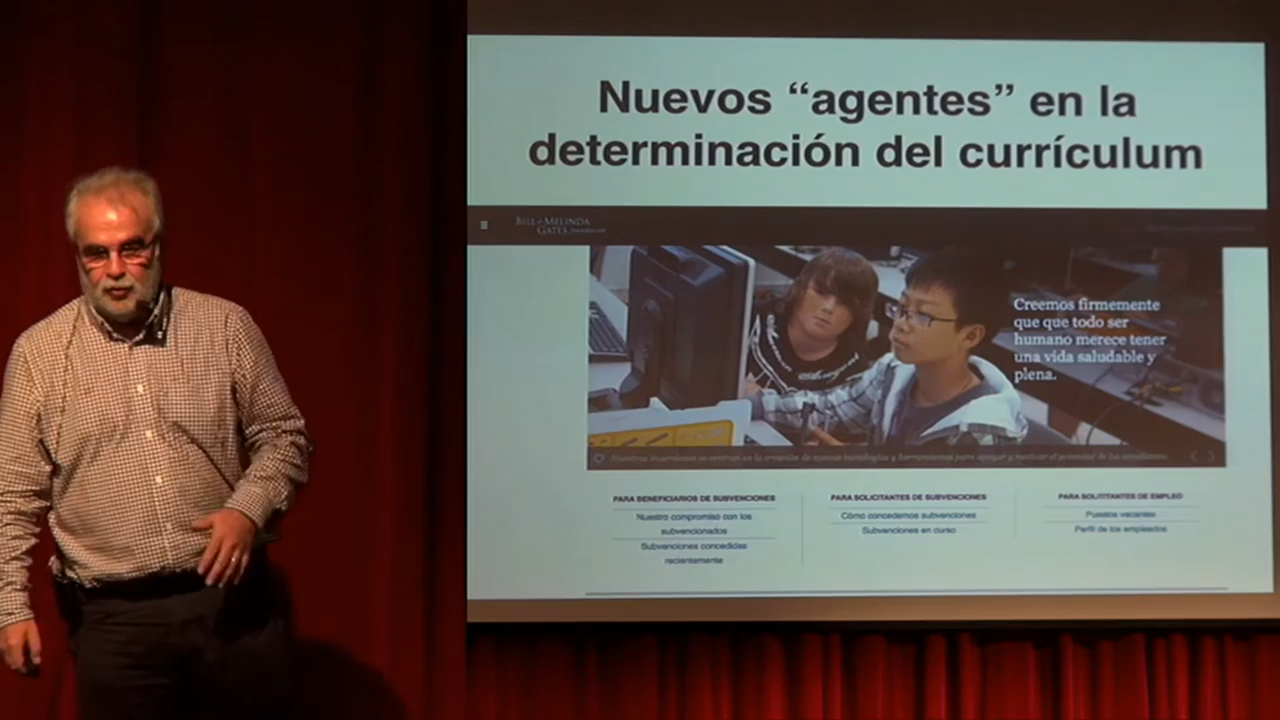 Nuevos “agentes” en la
determinación del currículum
BILL & MELINDA
GATES foundation
Creemos firmemente
que que todo ser
humano merece tener
una vida saludable y
plena.
Nuestras inversiones se centran en la creación de nuevas tecnologías y herramientas para apoyar y motivar el potencial de los estudiantes.
PARA BENEFICIARIOS DE SUBVENCIONES
Nuestro compromiso con los
subvencionados
Subvenciones concedidas
recientemente
PARA SOLICITANTES DE SUBVENCIONES
Cómo concedemos subvenciones
Subvenciones en curso
PARA SOLITITANTES DE EMPLEO
Puestos vacantes
Perfil de los empleados